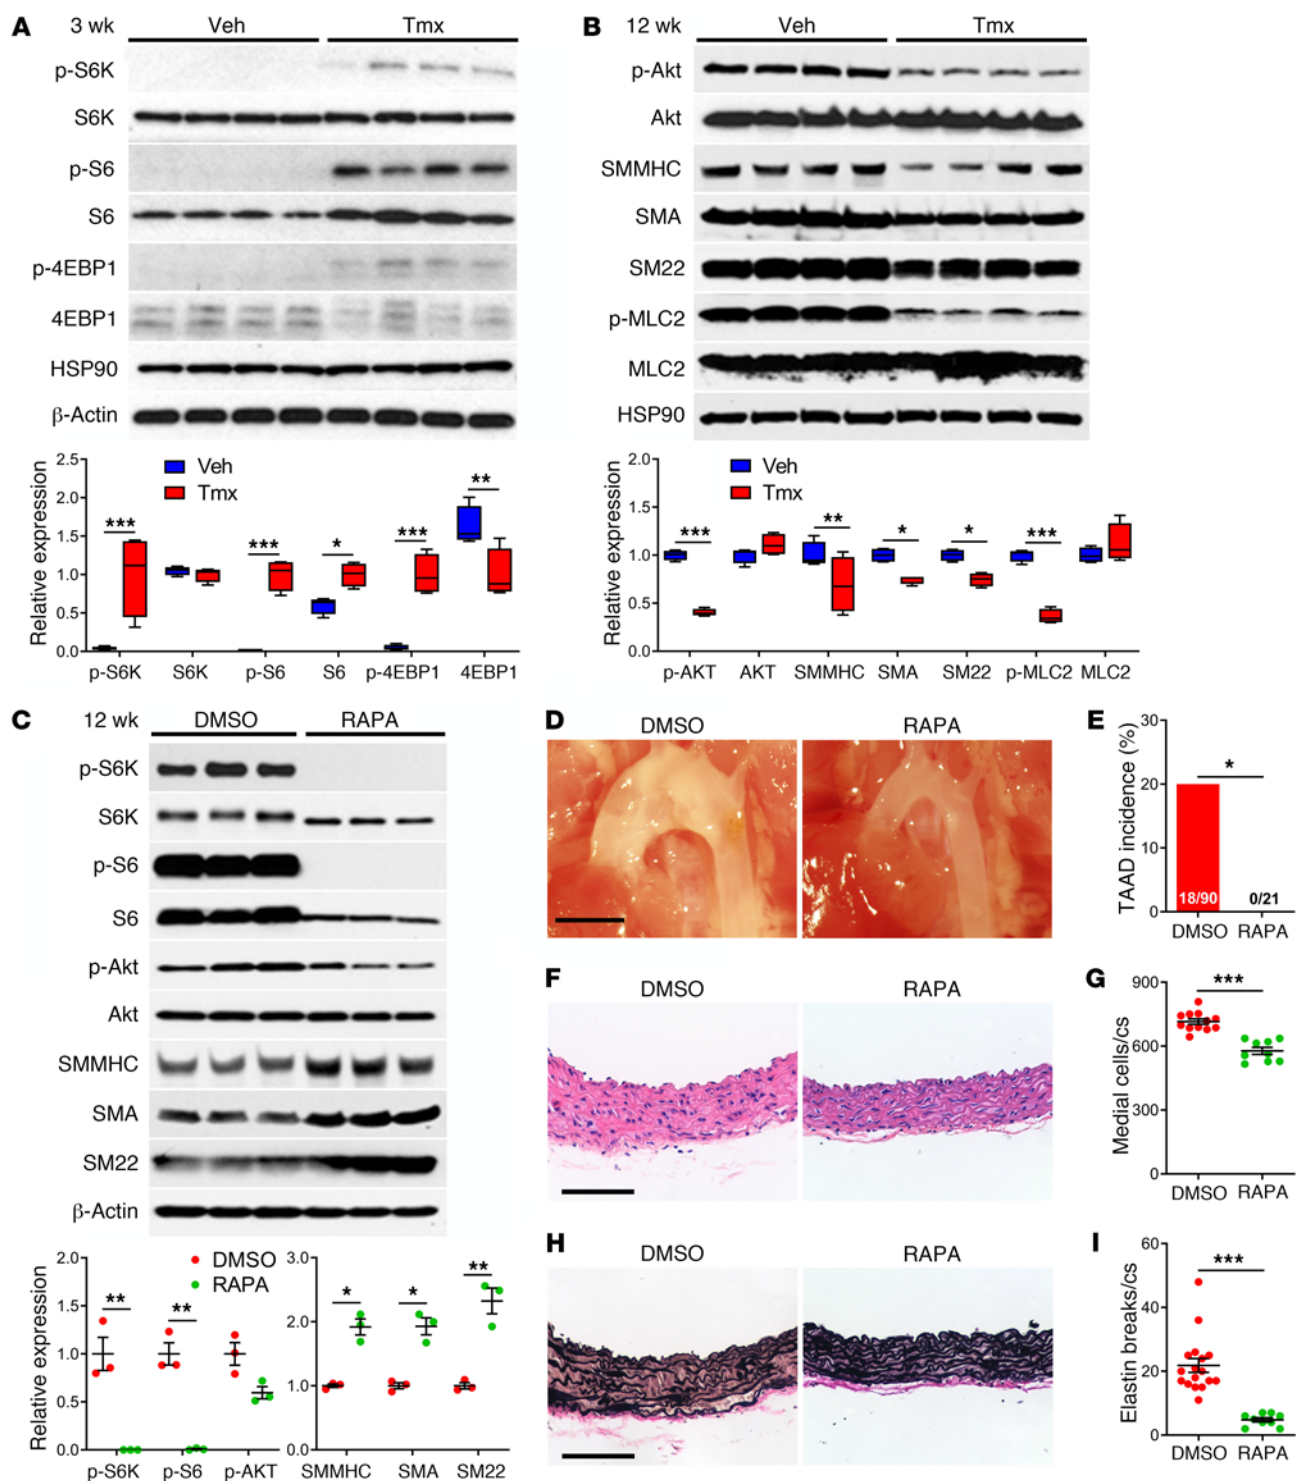 A
3 wk
Veh
Tmx
p-S6K
S6K
p-S6
S6
p-4EBP1
4EBP1
HSP90
β-Actin
Relative expression
2.5
2.0
1.5
1.0
0.5
0.0
Veh
Tmx
***
***
*
***
**
p-S6K S6K p-S6 S6 p-4EBP1 4EBP1
B
12 wk
Veh
Tmx
p-Akt
Akt
SMMHC
SMA
SM22
p-MLC2
MLC2
HSP90
Relative expression
2.0
1.5
1.0
0.5
0.0
Veh
Tmx
***
**
*
*
***
p-AKT AKT SMMHC SMA SM22 p-MLC2 MLC2
C
12 wk
DMSO
RAPA
p-S6K
S6K
p-S6
S6
p-Akt
Akt
SMMHC
SMA
SM22
β-Actin
Relative expression
2.0
1.5
1.0
0.5
0.0
DMSO
RAPA
**
**
p-S6K p-S6 p-AKT
3.0
2.0
1.0
0.0
*
*
**
SMMHC SMA SM22
D
DMSO
RAPA
E
TAAD incidence (%)
30
20
10
0
*
18/90
0/21
DMSO RAPA
F
DMSO
RAPA
G
Medial cells/cs
900
600
300
0
***
DMSO RAPA
H
DMSO
RAPA
I
Elastin breaks/cs
60
40
20
0
***
DMSO RAPA